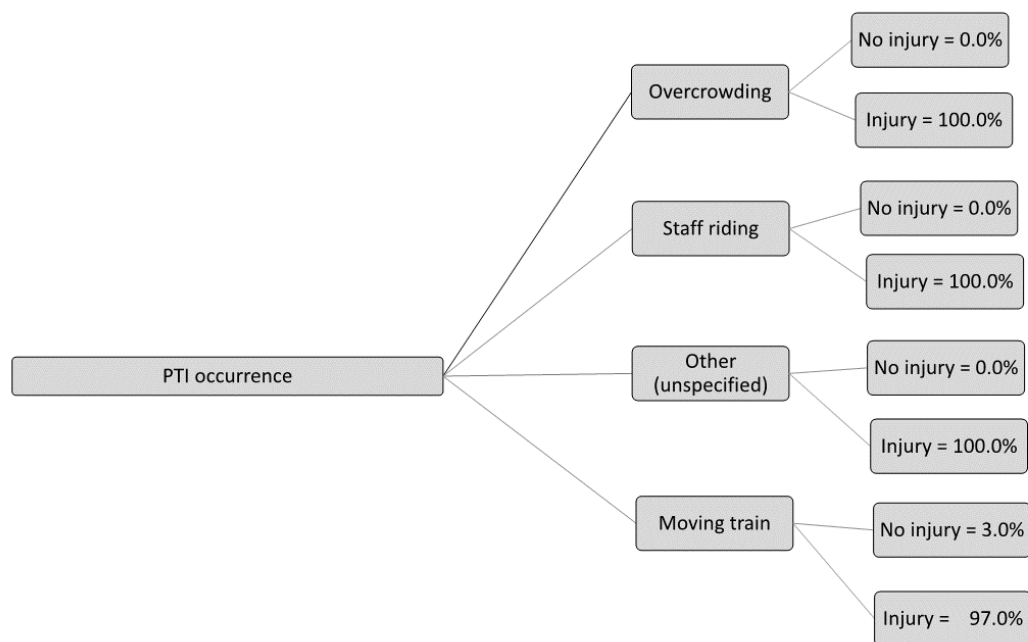 No injury = 0.0%
Overcrowding
Injury = 100.0%
No injury = 0.0%
Staff riding
Injury = 100.0%
PTI occurrence
Other
(unspecified)
No injury = 0.0%
Injury = 100.0%
Moving train
No injury = 3.0%
Injury = 97.0%